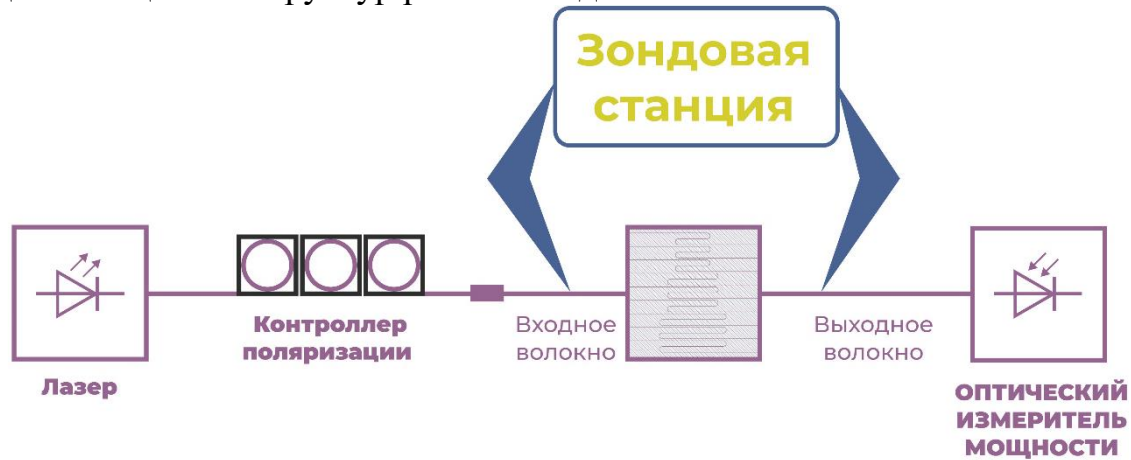 Зондовая
станция
Контроллер
поляризации
Входное
волокно
Выходное
волокно
Лазер
ОПТИЧЕСКИЙ
ИЗМЕРИТЕЛЬ
МОЩНОСТИ